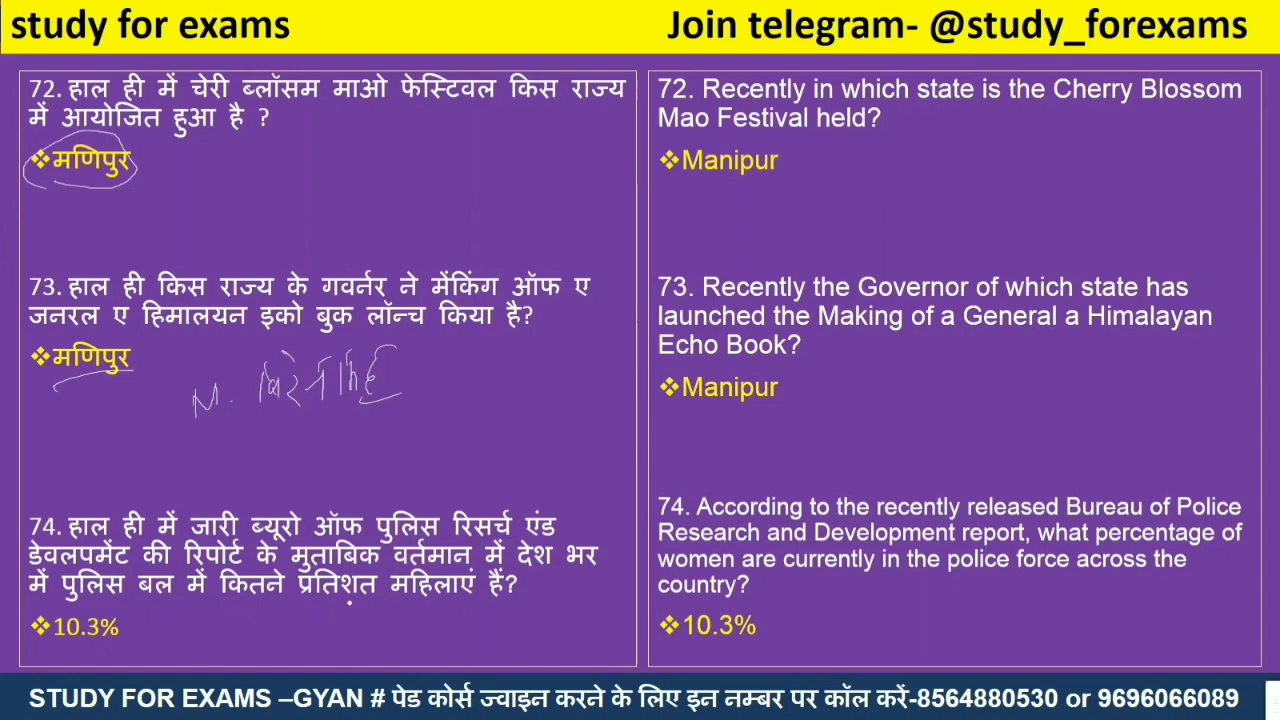 study for exams
Join telegram- @study_forexams
72. हाल ही में चेरी ब्लॉसम माओ फेस्टिवल किस राज्य
में आयोजित हुआ है ?
❖मणिपुर
73. हाल ही किस राज्य के गवर्नर ने मेंकिंग ऑफ ए
जनरल ए हिमालयन इको बुक लॉन्च किया है?
❖मणिपुर
74. हाल ही में जारी ब्यूरो ऑफ पुलिस रिसर्च एंड
डेवलपमेंट की रिपोर्ट के मुताबिक वर्तमान में देश भर
में पुलिस बल में कितने प्रतिशत महिलाएं हैं?
❖10.3%
72. Recently in which state is the Cherry Blossom
Mao Festival held?
❖Manipur
73. Recently the Governor of which state has
launched the Making of a General a Himalayan
Echo Book?
❖Manipur
74. According to the recently released Bureau of Police
Research and Development report, what percentage of
women are currently in the police force across the
country?
❖10.3%
STUDY FOR EXAMS –GYAN # पेड कोर्स ज्वाइन करने के लिए इन नम्बर पर कॉल करें-8564880530 or 9696066089